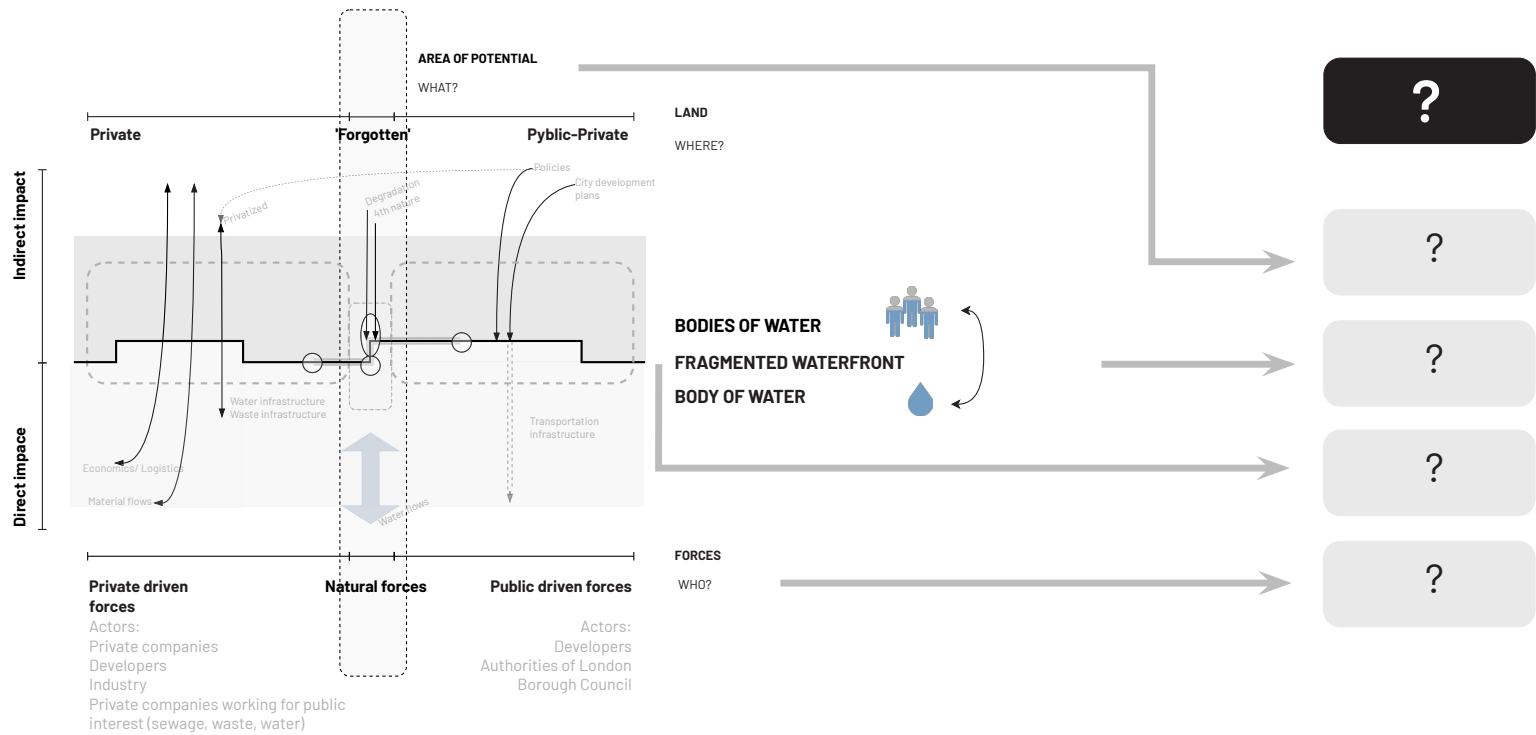 AREA OF POTENTIAL
WHAT?
?
LAND
Private
'Forgotten'
Pyblic-Private
WHERE?
Policies
City development
plans
Degradation
4th nature
Privatized
Indirect impact
?
BODIES OF WATER
FRAGMENTED WATERFRONT
?
BODY OF WATER
Water infrastructure
Waste infrastructure
Transportation
infrastructure
Direct impace
Economics/ Logistics
?
Material flows
Water flows
FORCES
WHO?
?
Private driven
forces
Natural forces
Public driven forces
Actors:
Private companies
Developers
Industry
Private companies working for public
interest (sewage, waste, water)
Actors:
Developers
Authorities of London
Borough Council